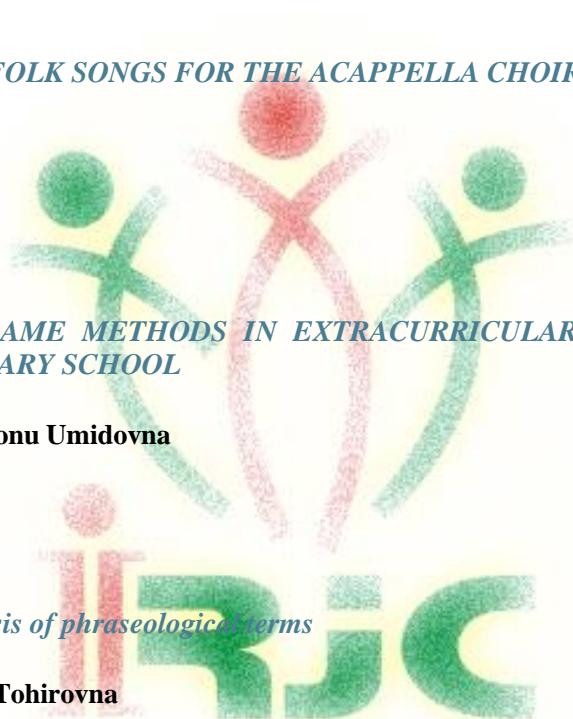 FOLK SONGS FOR THE ACAPPELLA CHOIR
AME METHODS IN EXTRACURRICULAR
ARY SCHOOL
onu Umidovna
is of phraseological terms
Tohirovna
IRJC